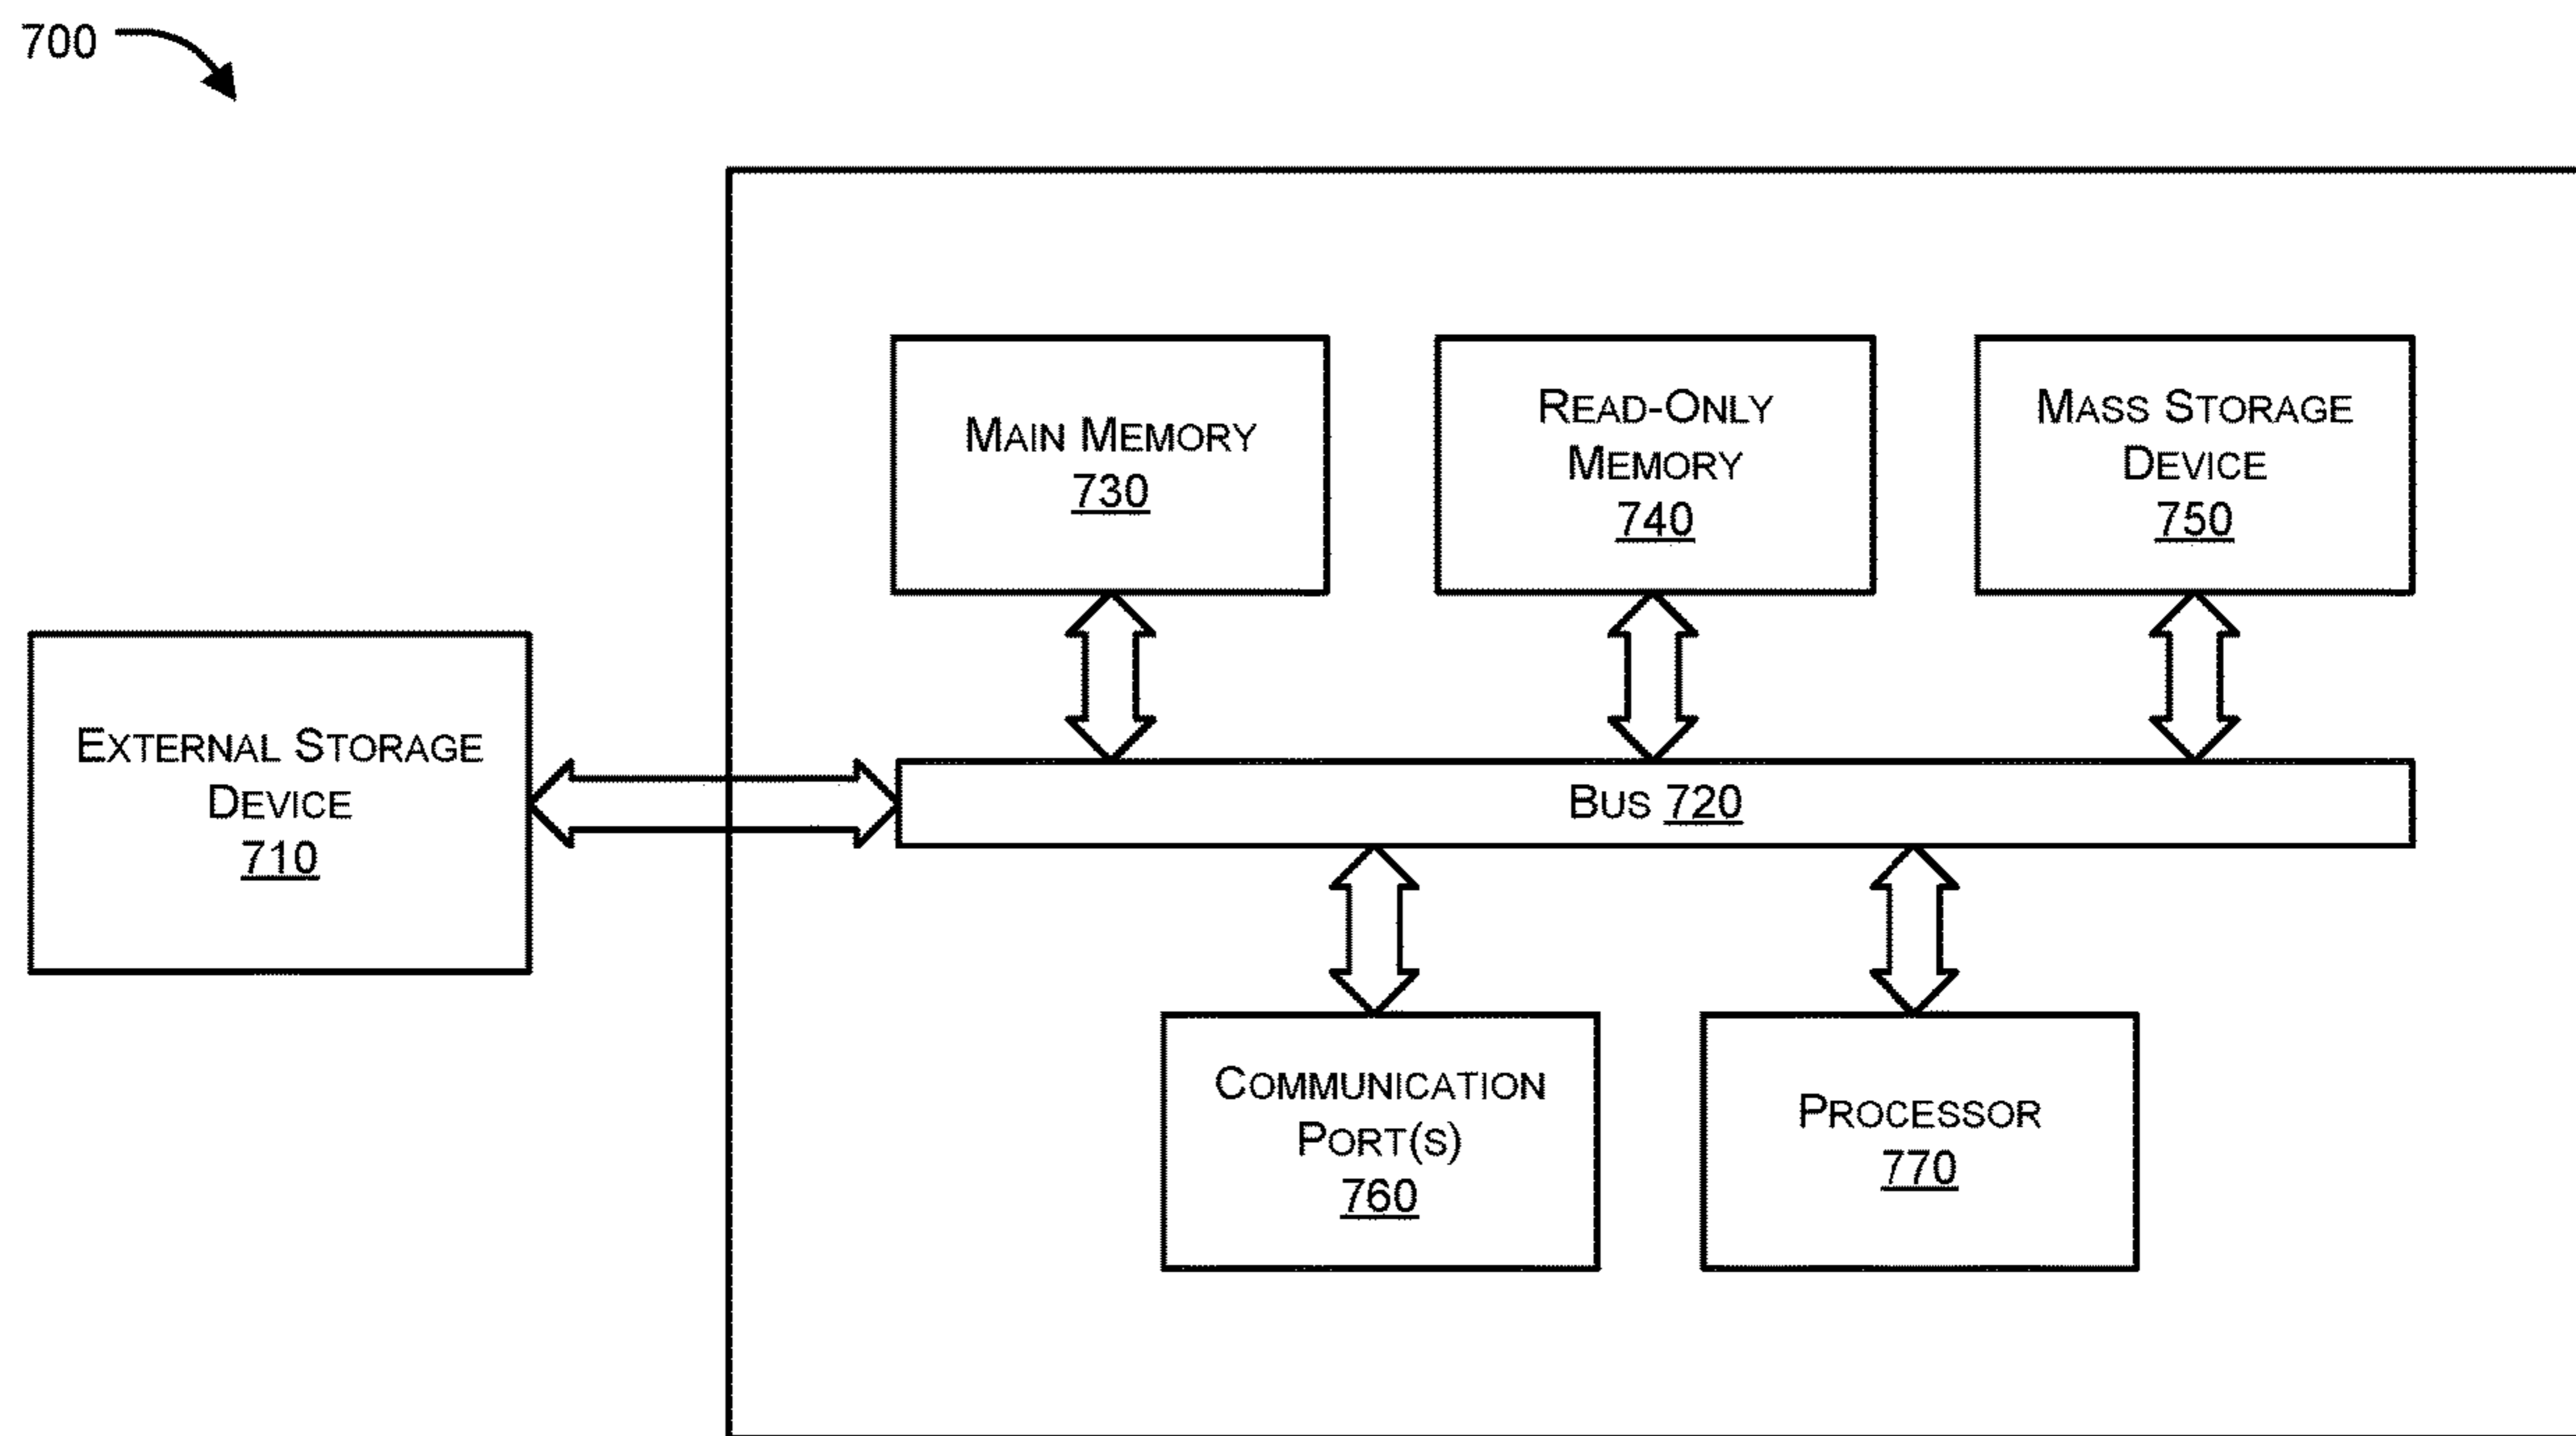 700
MAIN MEMORY
730
READ-ONLY
MEMORY
740
MASS STORAGE
DEVICE
750
EXTERNAL STORAGE
DEVICE
710
BUS 720
COMMUNICATION
PORT(S)
760
PROCESSOR
770